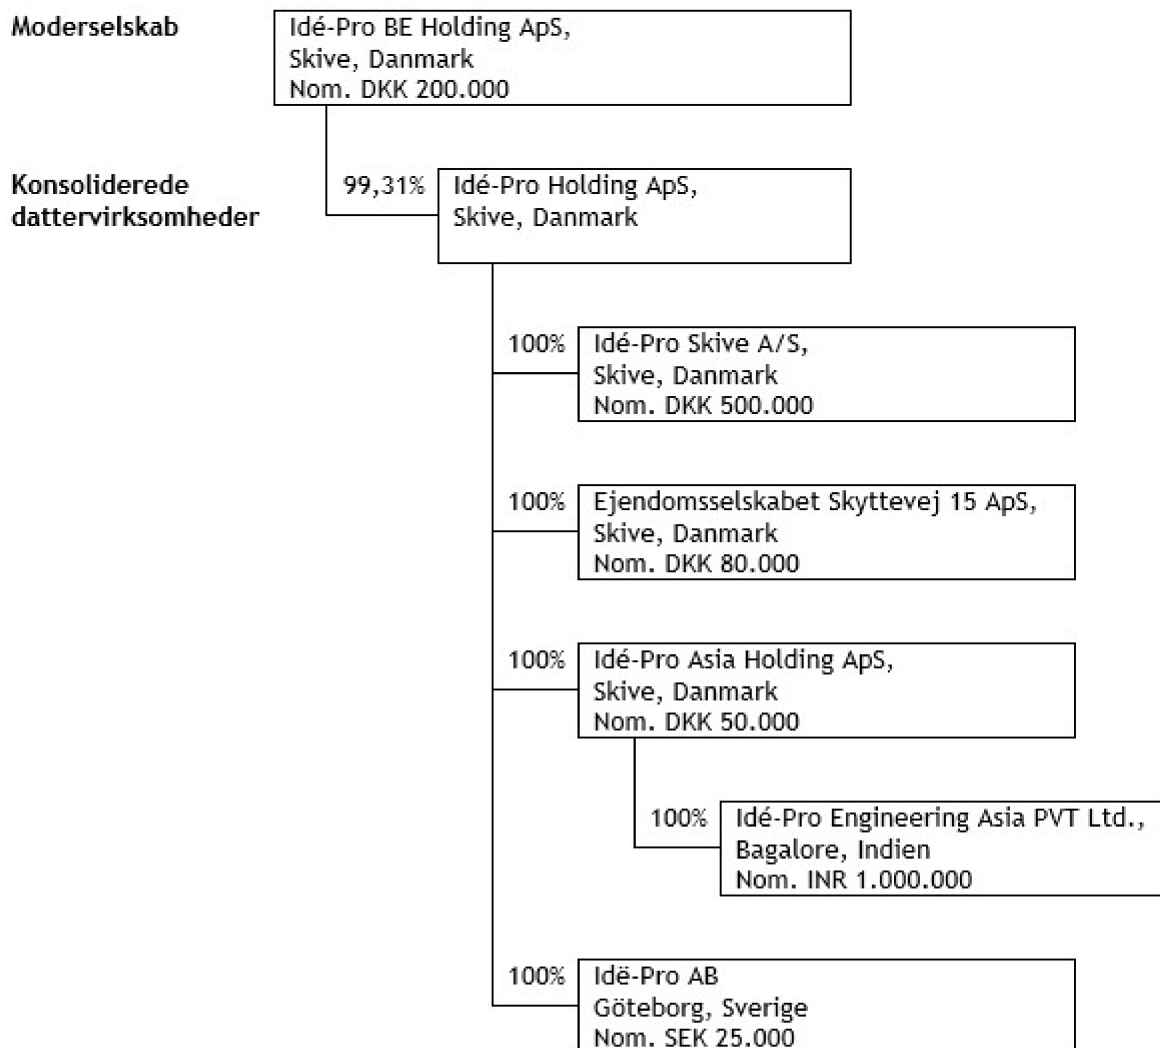 Moderselskab
Idé-Pro BE Holding ApS,
Skive, Danmark
Nom. DKK 200.000
Konsoliderede
dattervirksomheder
99,31%
Idé-Pro Holding ApS,
Skive, Danmark
100%
Idé-Pro Skive A/S,
Skive, Danmark
Nom. DKK 500.000
100%
Ejendomsselskabet Skyttevej 15 ApS,
Skive, Danmark
Nom. DKK 80.000
100%
Idé-Pro Asia Holding ApS,
Skive, Danmark
Nom. DKK 50.000
100%
Idé-Pro Engineering Asia PVT Ltd.,
Bagalore, Indien
Nom. INR 1.000.000
100%
Idë-Pro AB
Göteborg, Sverige
Nom. SEK 25.000